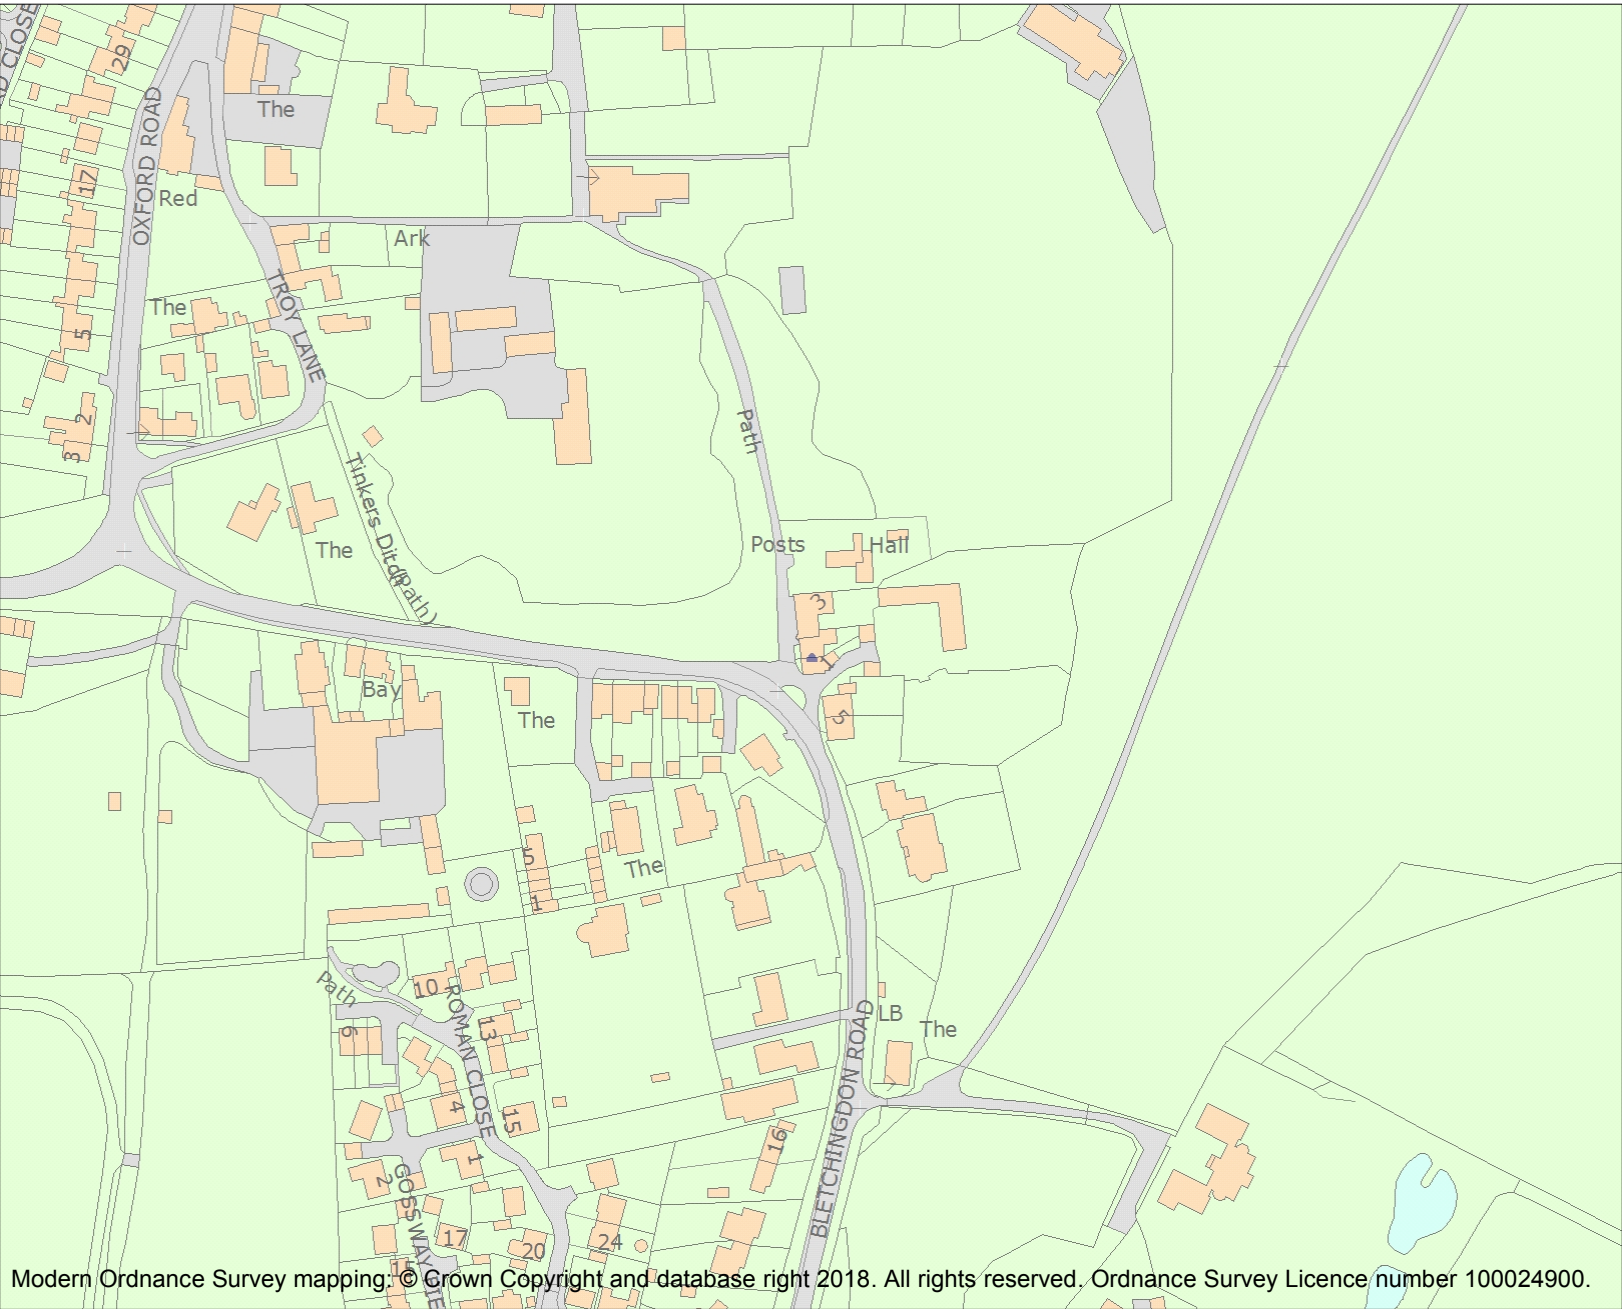 29
OXFORD ROAD
The
17
Red
Ark
TROY LANE
The
5
2
3
Path
Tinkers Ditch
(Path)
The
Posts
Hall
3
1
Bay
The
5
5
The
1
Path
10
ROMAN CLOSE
13
6
LB
The
BLETCHINGDON ROAD
4
15
16
1
2
GOSSWAY
17
20
24
15
Modern Ordnance Survey mapping: © Crown Copyright and database right 2018. All rights reserved. Ordnance Survey Licence number 100024900.